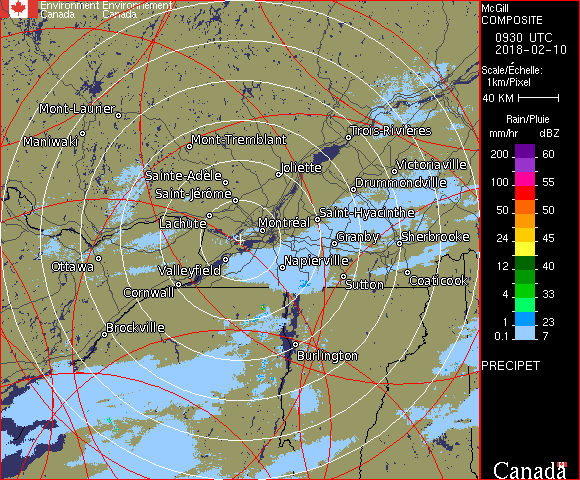 Environment Environnement
Canada Canada
McGill
COMPOSITE
0930 UTC
2018-02-10
Scale/Échelle:
1km/Pixel
40 KM
Rain/Pluie
mm/hr dBZ
200 60
155 55
100 55
50 50
24 45
12 40
4 33
1 23
0.1 7
PRECIPET
Canada
Mont-Laurier
Maniwaki
Mont-Tremblant
Trois-Rivières
Sainte-Adèle
Joliette
Victoriaville
Saint-Jérôme
Drummondville
Lachute
Saint-Hyacinthe
Montréal
Granby
Sherbrooke
Ottawa
Valleyfield
Napierville
Cornwall
Sutton
Coaticook
Brockville
Burlington